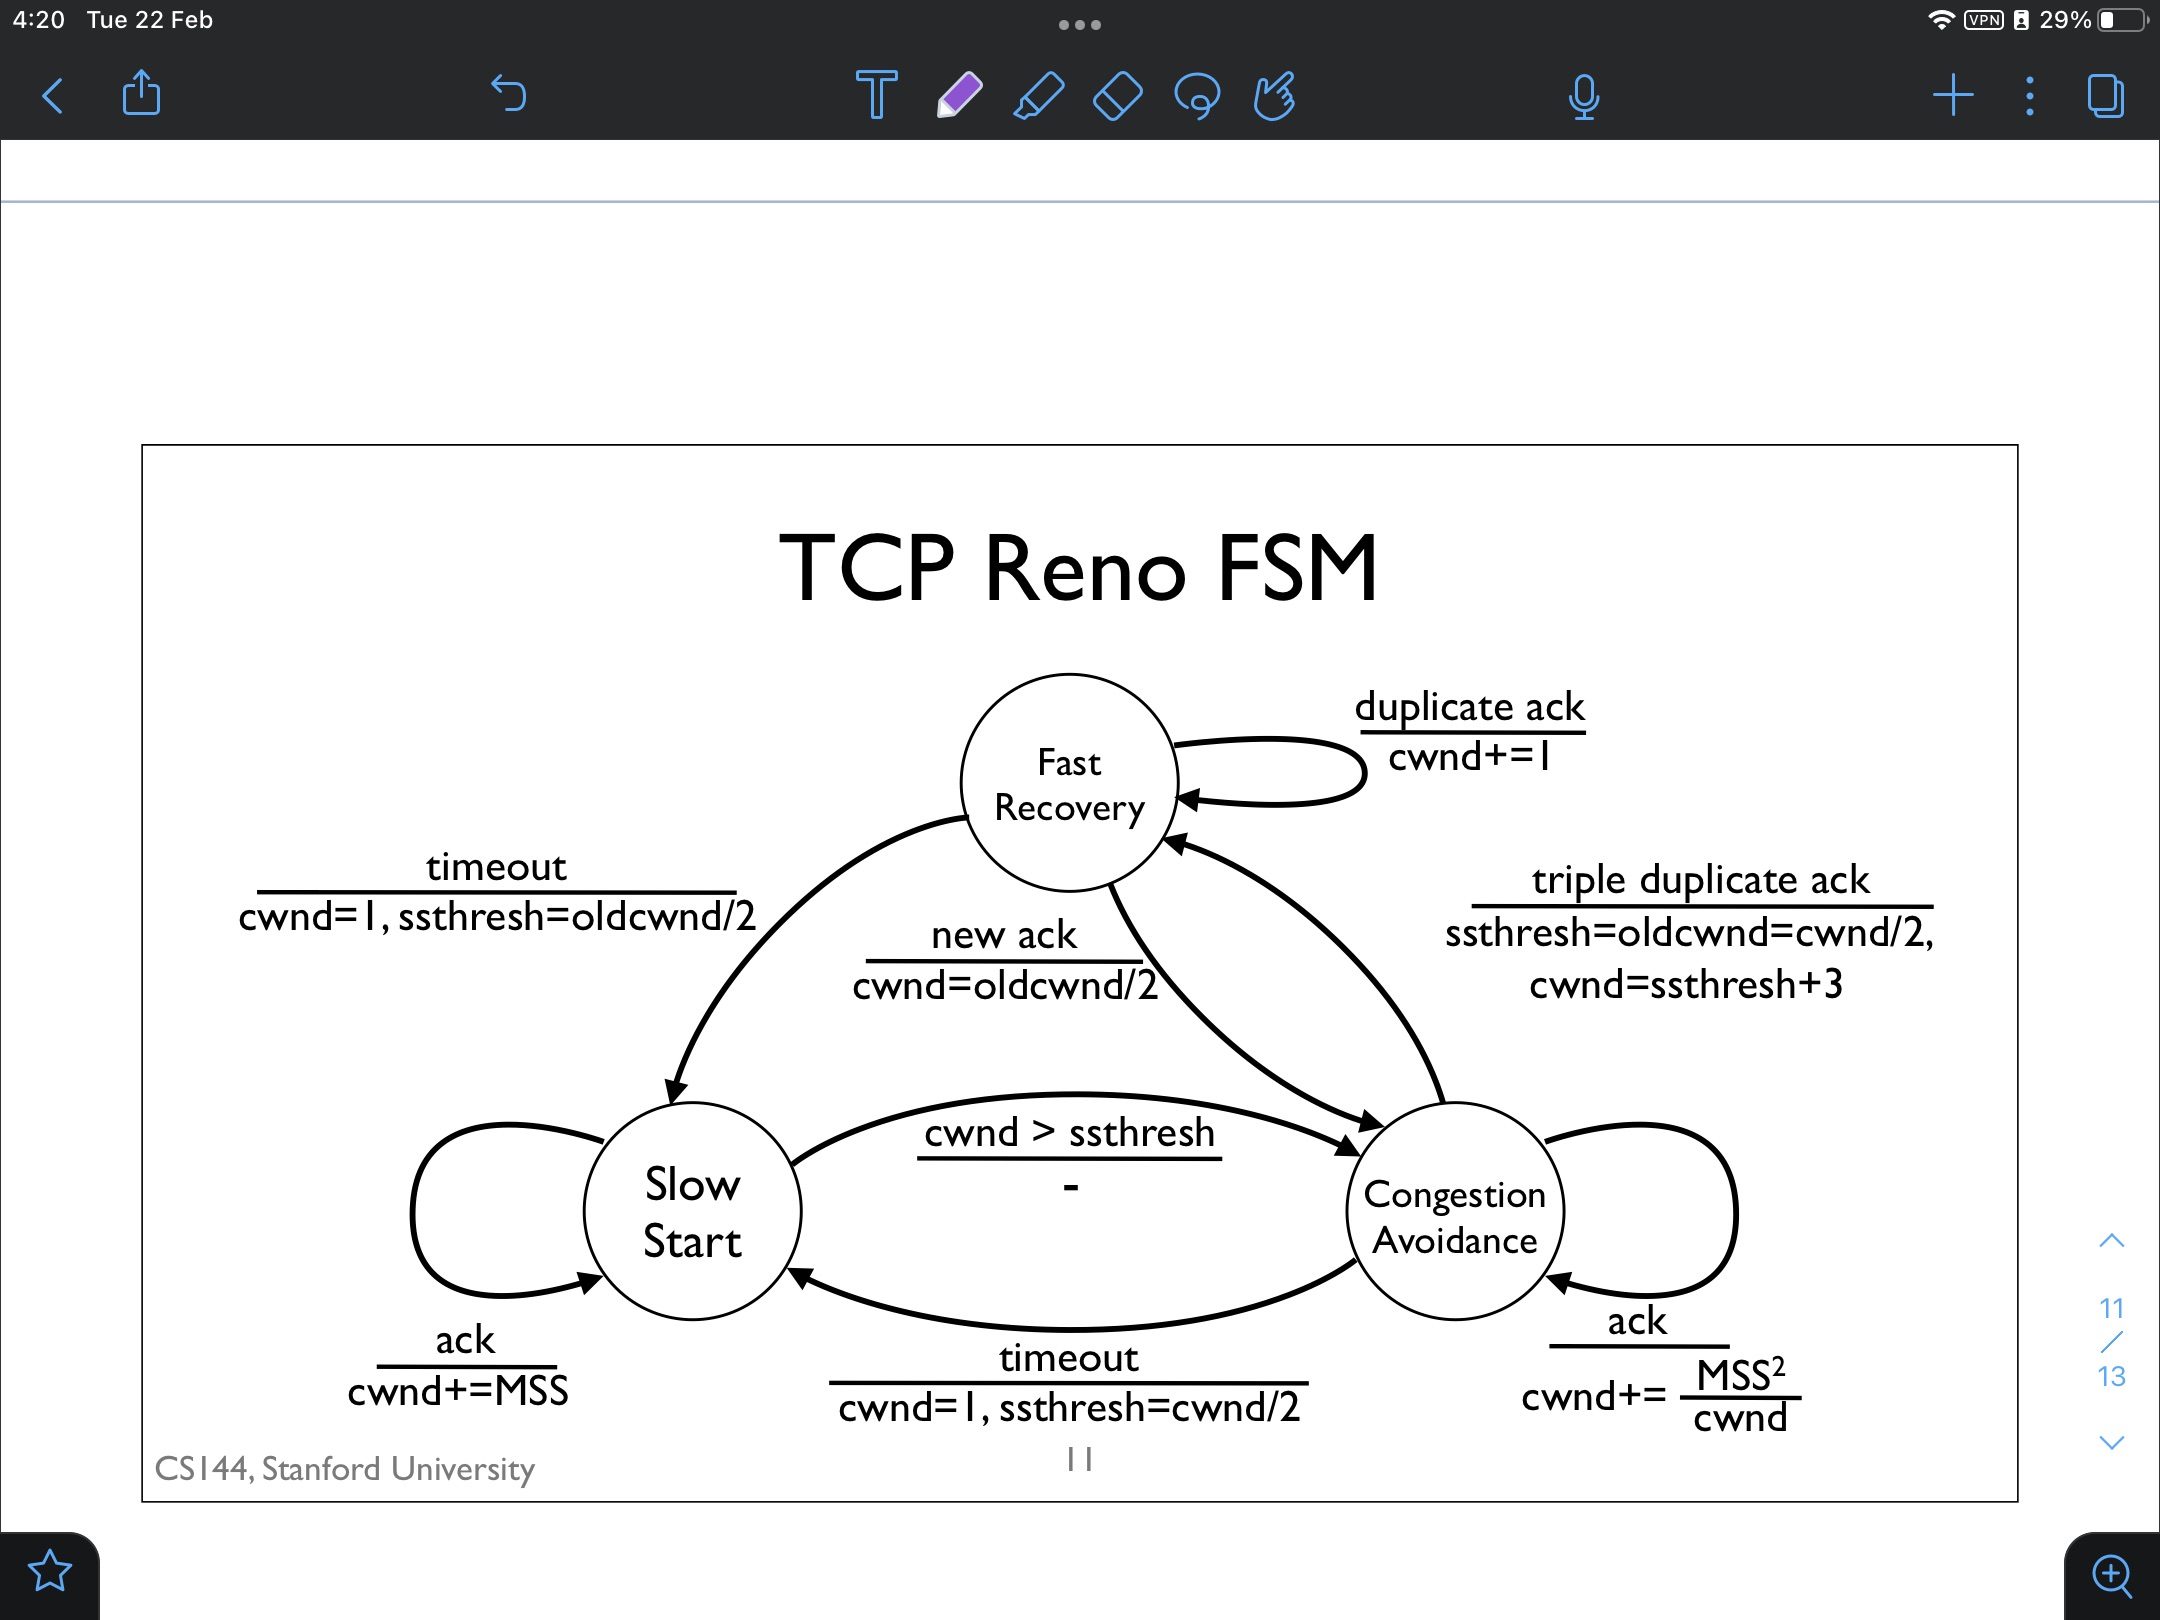 4:20 Tue 22 Feb
VPN 29%
TCP Reno FSM
Fast
Recovery
duplicate ack
cwnd+=1
timeout
cwnd=1, ssthresh=oldcwnd/2
new ack
cwnd=oldcwnd/2
triple duplicate ack
ssthresh=oldcwnd=cwnd/2,
cwnd=ssthresh+3
cwnd > ssthresh
-
Slow
Start
Congestion
Avoidance
ack
cwnd+=MSS
timeout
cwnd=1, ssthresh=cwnd/2
ack
cwnd+= MSS²
cwnd
CS144, Stanford University
11
11
/
13